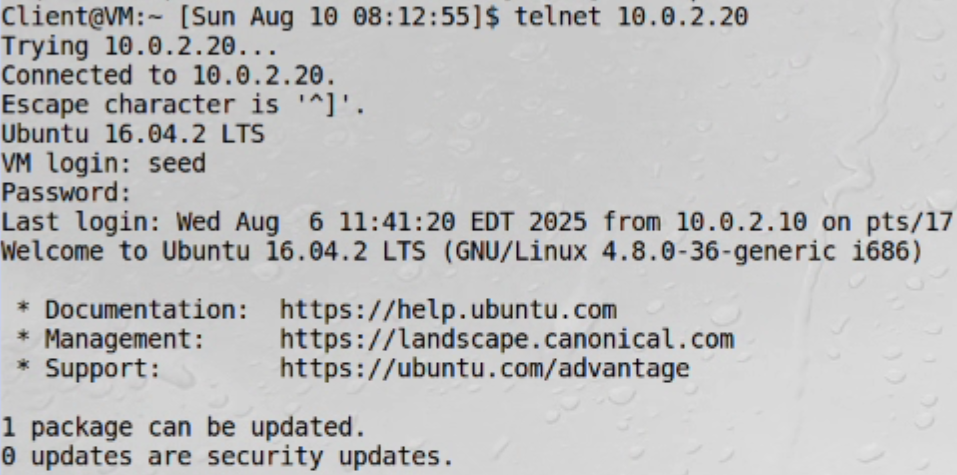 Client@VM:~ [Sun Aug 10 08:12:55]$ telnet 10.0.2.20
Trying 10.0.2.20...
Connected to 10.0.2.20.
Escape character is '^]'.
Ubuntu 16.04.2 LTS
VM login: seed
Password:
Last login: Wed Aug  6 11:41:20 EDT 2025 from 10.0.2.10 on pts/17
Welcome to Ubuntu 16.04.2 LTS (GNU/Linux 4.8.0-36-generic i686)

 * Documentation:  https://help.ubuntu.com
 * Management:     https://landscape.canonical.com
 * Support:        https://ubuntu.com/advantage

1 package can be updated.
0 updates are security updates.